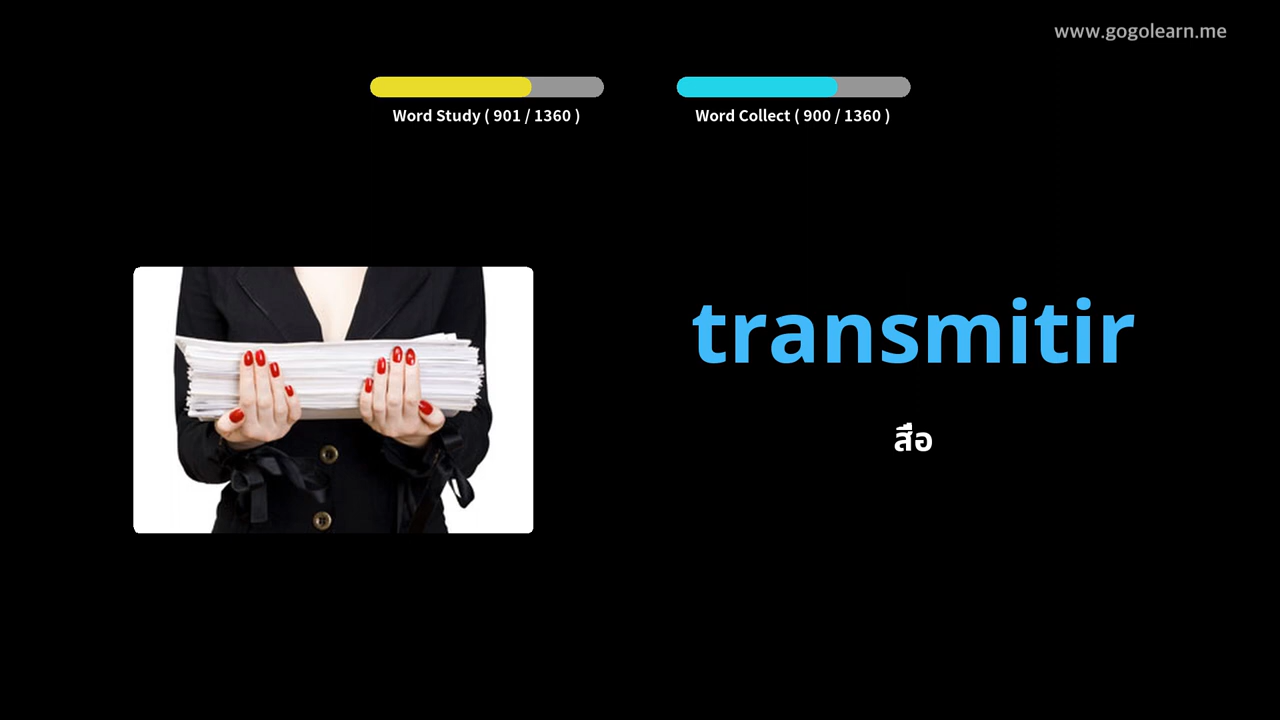 www.gogolearn.me
Word Study ( 901 / 1360 )
Word Collect ( 900 / 1360 )
transmitir
สื่อ